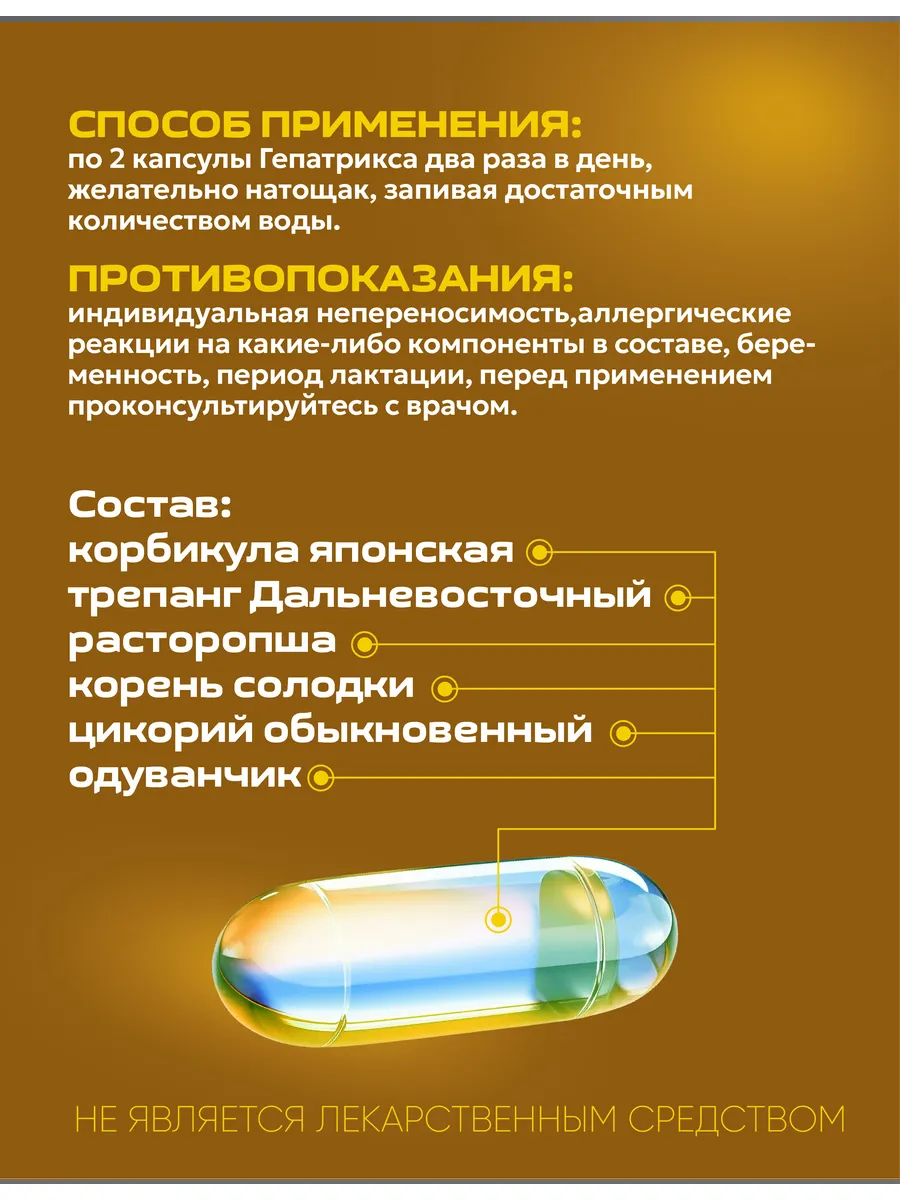 СПОСОБ ПРИМЕНЕНИЯ:
по 2 капсулы Гепатрикса два раза в день,
желательно натощак, запивая достаточным
количеством воды.
ПРОТИВОПОКАЗАНИЯ:
индивидуальная непереносимость,аллергические
реакции на какие-либо компоненты в составе, бере-
менность, период лактации, перед применением
проконсультируйтесь с врачом.
Состав:
корбикула японская
трепанг Дальневосточный
расторопша
корень солодки
цикорий обыкновенный
одуванчик
НЕ ЯВЛЯЕТСЯ ЛЕКАРСТВЕННЫМ СРЕДСТВОМ